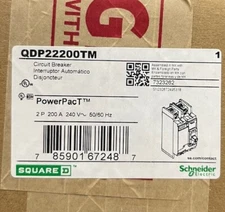 WITH
QDP22200TM
1
Circuit Breaker
Interruptor Automático
Disjoncteur
PowerPacT™
2 P 200 A 240 V~ 50/60 Hz
7 85901 67248 7
SQUARE D
Schneider
Electric